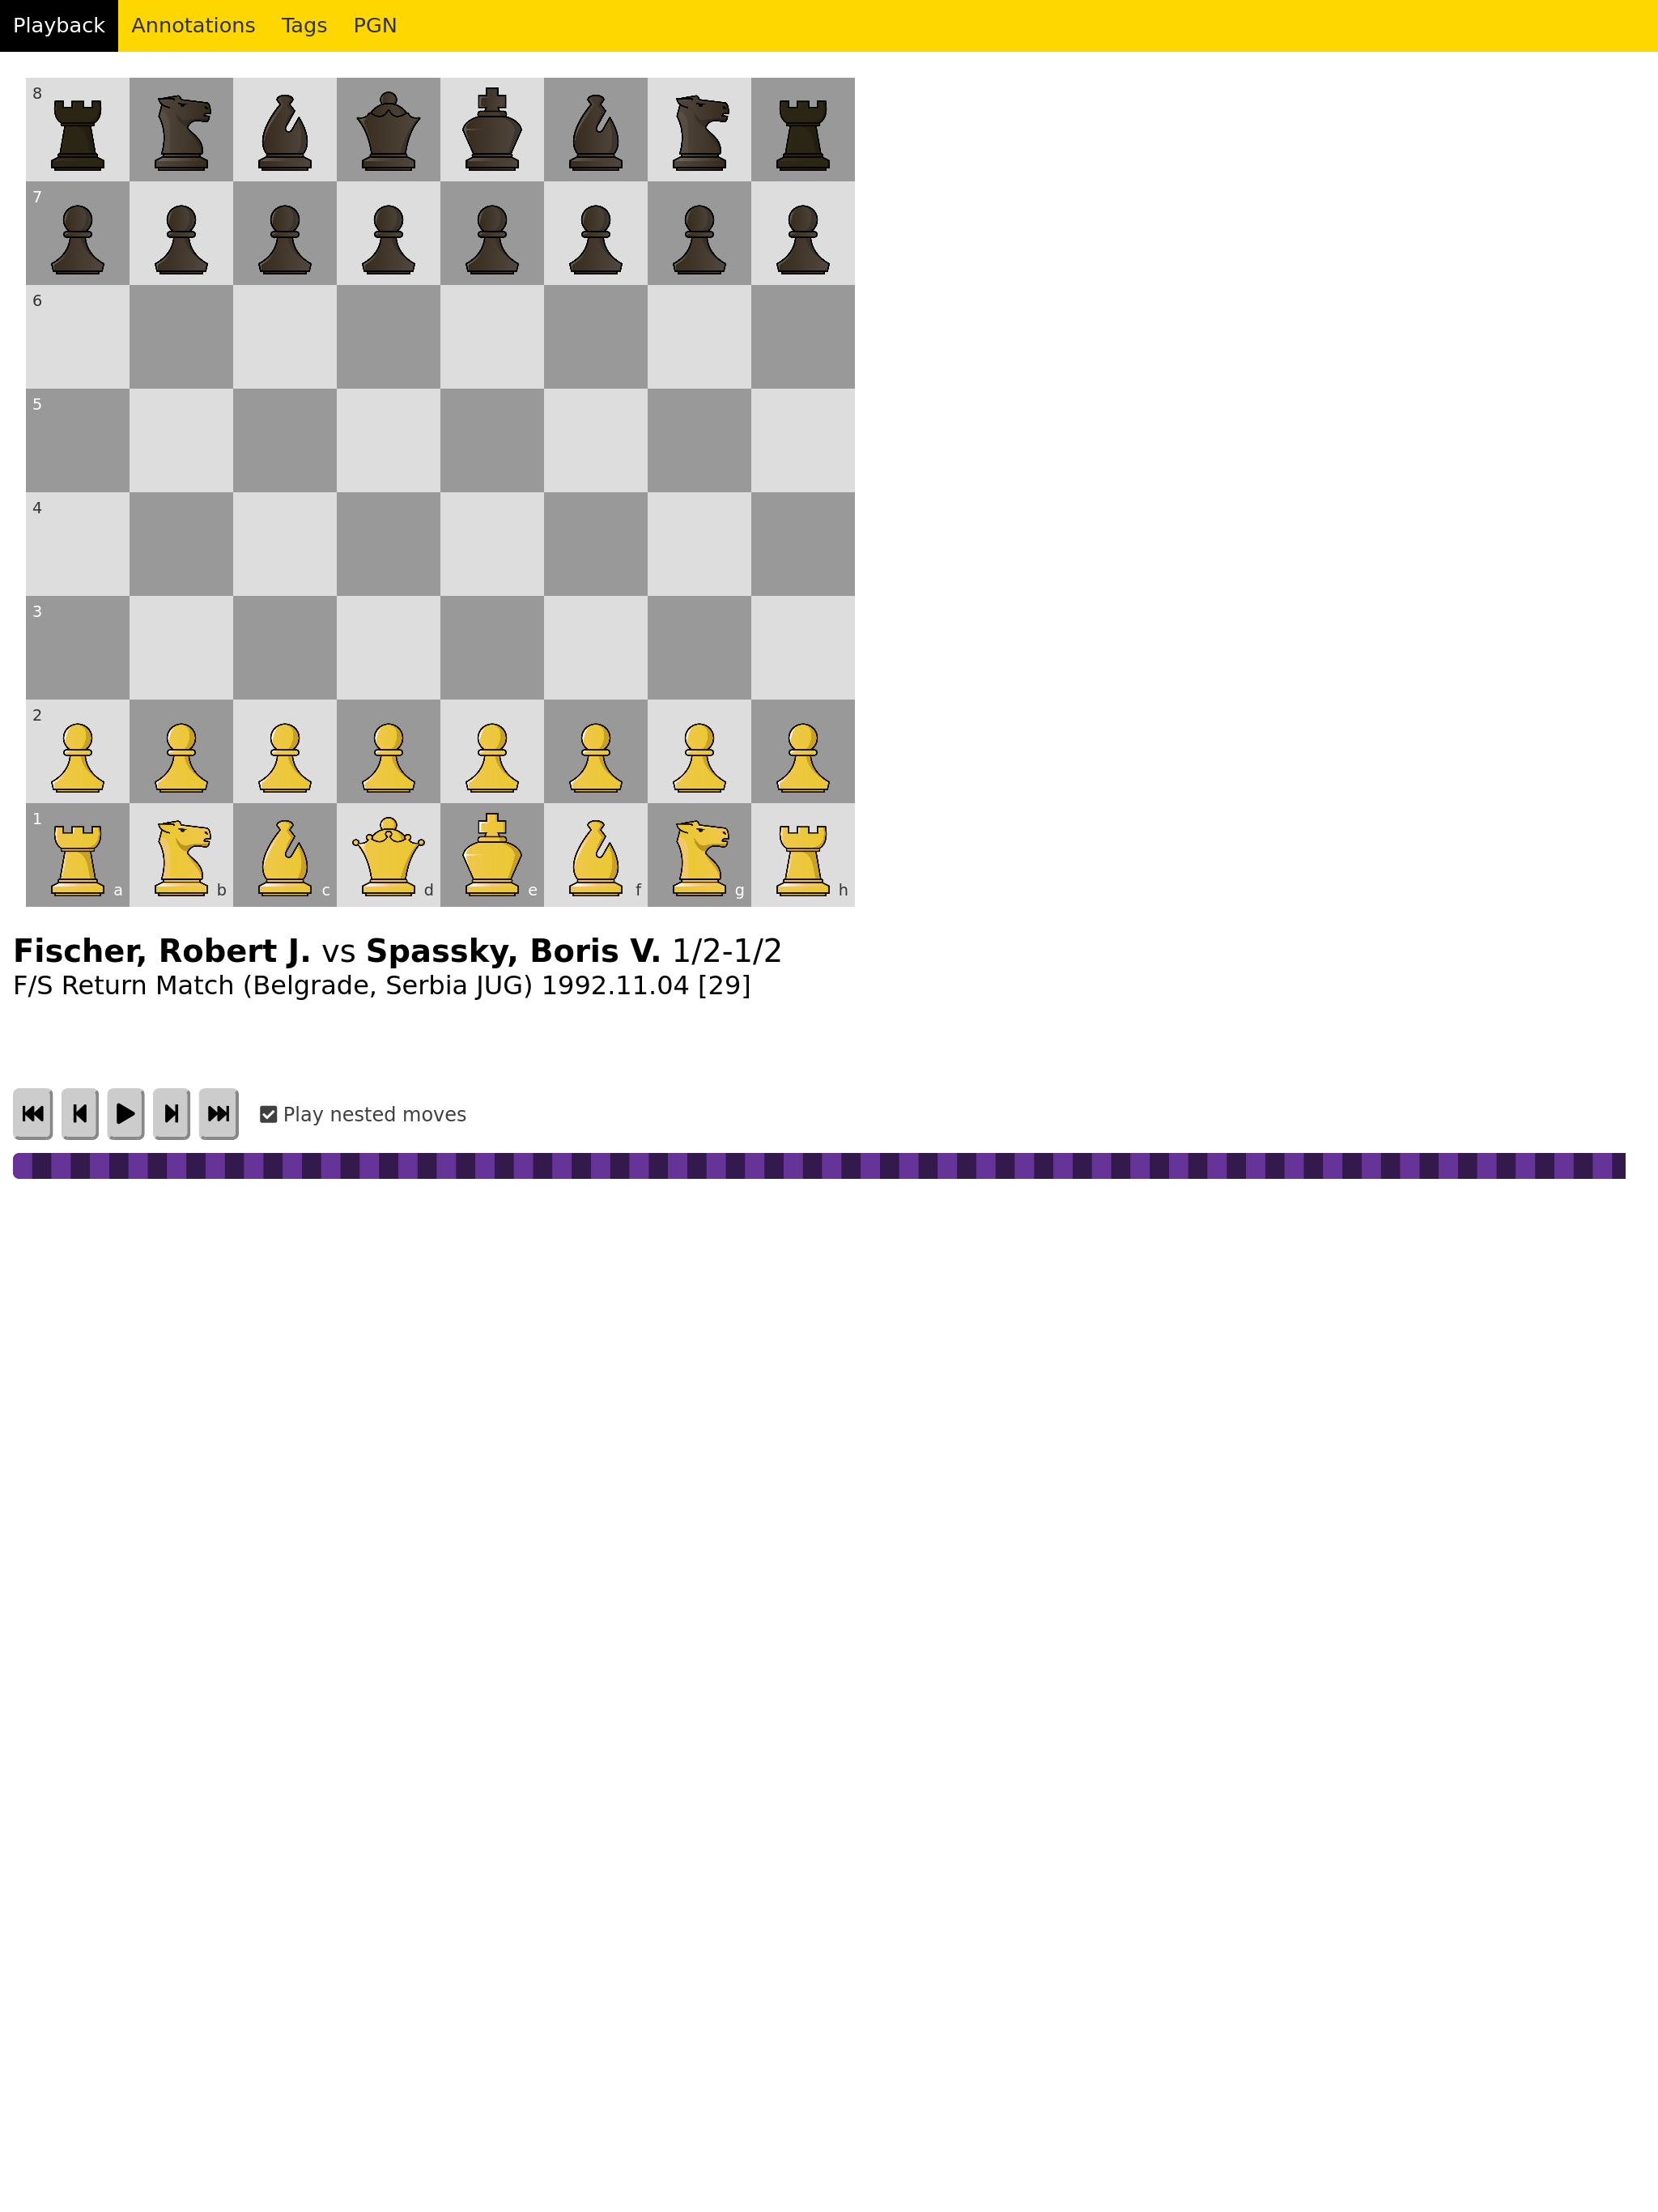 Playback Annotations Tags PGN
8
7
6
5
4
3
2
1
a b c d e f g h
Fischer, Robert J. vs Spassky, Boris V. 1/2-1/2
F/S Return Match (Belgrade, Serbia JUG) 1992.11.04 [29]
Play nested moves